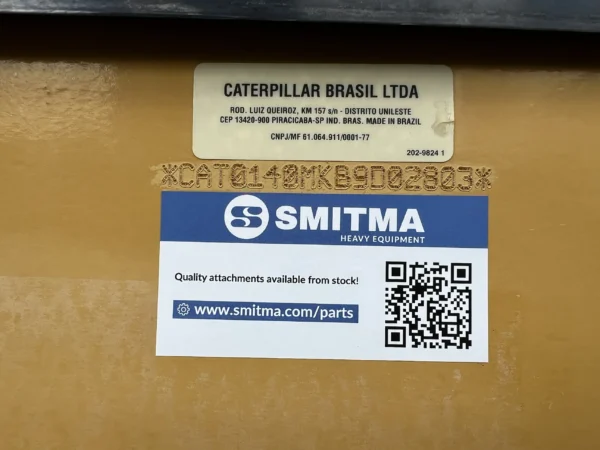 CATERPILLAR BRASIL LTDA
ROD. LUIZ QUEIROZ, KM 157 s/n - DISTRITO UNILESTE
CEP 13420-900 PIRACICABA-SP IND. BRAS. MADE IN BRAZIL
CNPJ/MF 61.064.911/0001-77
202-9824 1
*CAT0140MKB9D02803*
SMITMA
HEAVY EQUIPMENT
Quality attachments available from stock!
www.smitma.com/parts